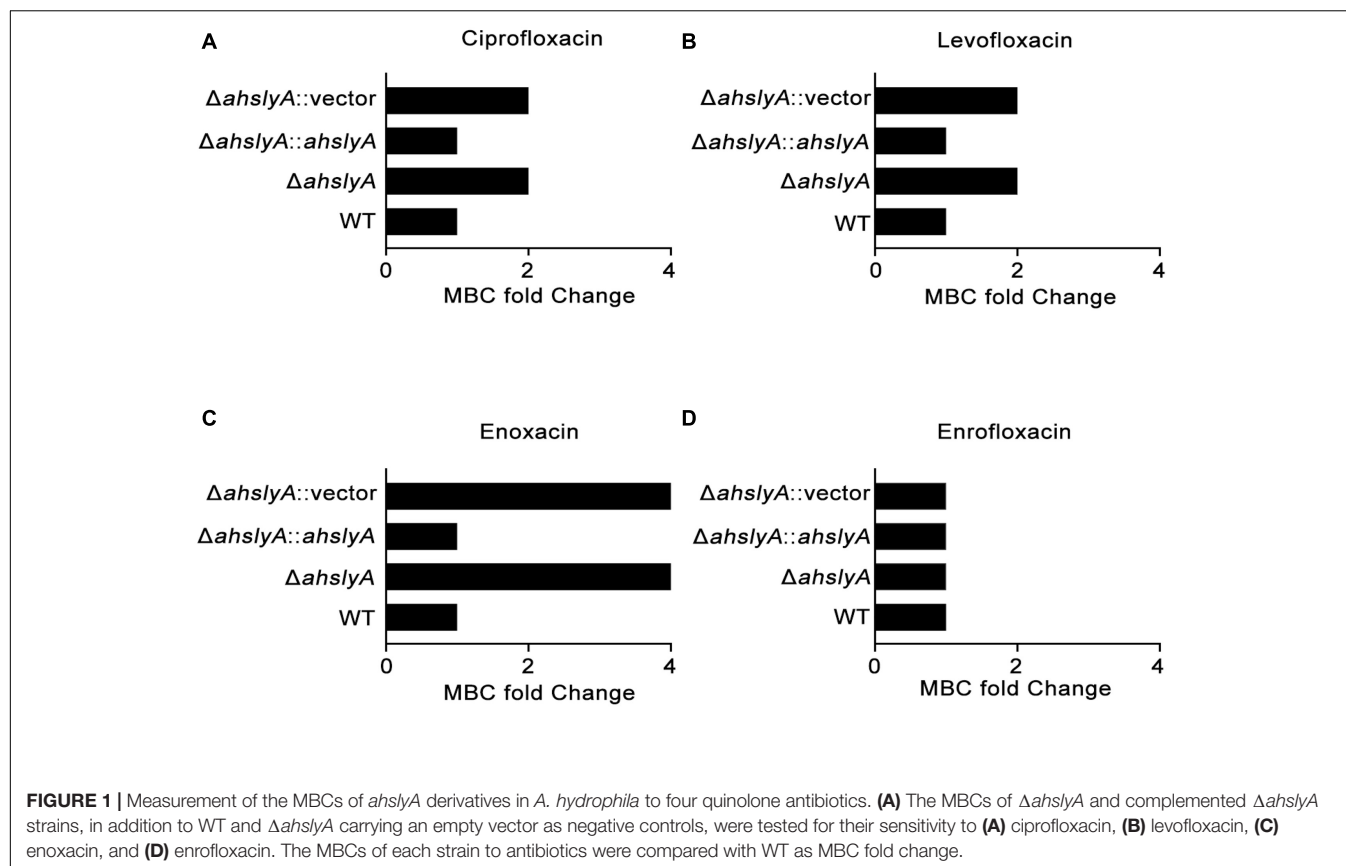 A
Ciprofloxacin
ΔahslyA::vector
ΔahslyA::ahslyA
ΔahslyA
WT
0 2 4
MBC fold Change
B
Levofloxacin
ΔahslyA::vector
ΔahslyA::ahslyA
ΔahslyA
WT
0 2 4
MBC fold Change
C
Enoxacin
ΔahslyA::vector
ΔahslyA::ahslyA
ΔahslyA
WT
0 2 4
MBC fold Change
D
Enrofloxacin
ΔahslyA::vector
ΔahslyA::ahslyA
ΔahslyA
WT
0 2 4
MBC fold Change
FIGURE 1 | Measurement of the MBCs of ahslyA derivatives in A. hydrophila to four quinolone antibiotics. (A) The MBCs of ΔahslyA and complemented ΔahslyA
strains, in addition to WT and ΔahslyA carrying an empty vector as negative controls, were tested for their sensitivity to (A) ciprofloxacin, (B) levofloxacin, (C)
enoxacin, and (D) enrofloxacin. The MBCs of each strain to antibiotics were compared with WT as MBC fold change.